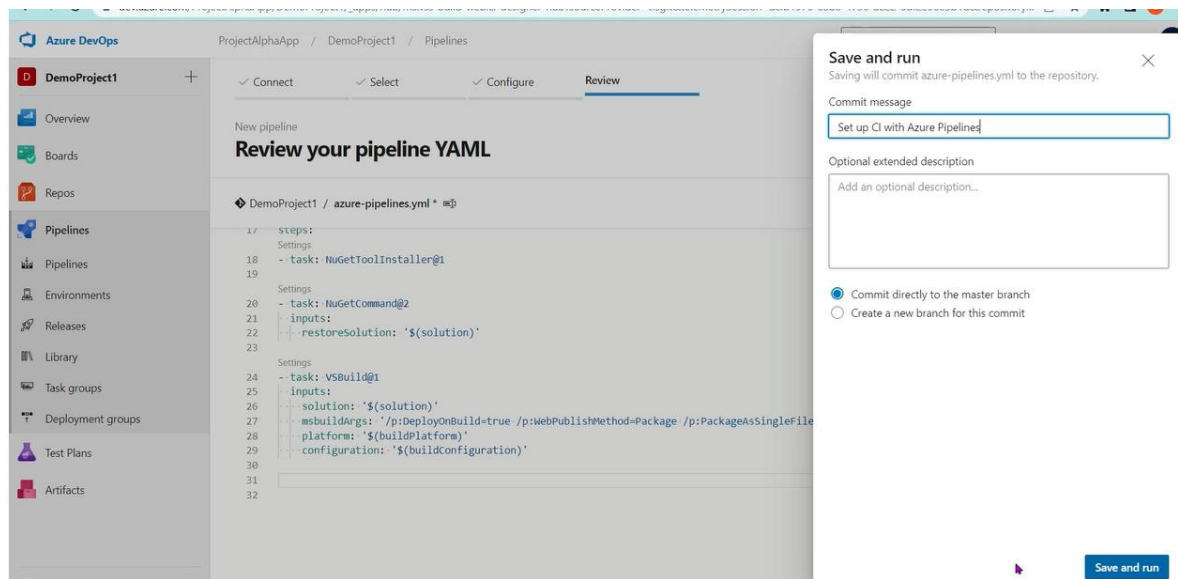 Azure DevOps
ProjectAlphaApp / DemoProject1 / Pipelines
D DemoProject1
Overview
Boards
Repos
Pipelines
Pipelines
Environments
Releases
Library
Task groups
Deployment groups
Test Plans
Artifacts
Connect
Select
Configure
Review
New pipeline
Review your pipeline YAML
DemoProject1 / azure-pipelines.yml *
17 steps:
Settings
18 - task: NuGetToolInstaller@1
19
Settings
20 - task: NuGetCommand@2
21 inputs:
22 restoreSolution: '$(solution)'
23
Settings
24 - task: VSBuild@1
25 inputs:
26 solution: '$(solution)'
27 msbuildArgs: '/p:DeployOnBuild=true /p:WebPublishMethod=Package /p:PackageAsSingleFile
28 platform: '$(buildPlatform)'
29 configuration: '$(buildConfiguration)'
30
31
32
Save and run
Saving will commit azure-pipelines.yml to the repository.
Commit message
Set up CI with Azure Pipelines
Optional extended description
Add an optional description...
Commit directly to the master branch
Create a new branch for this commit
Save and run